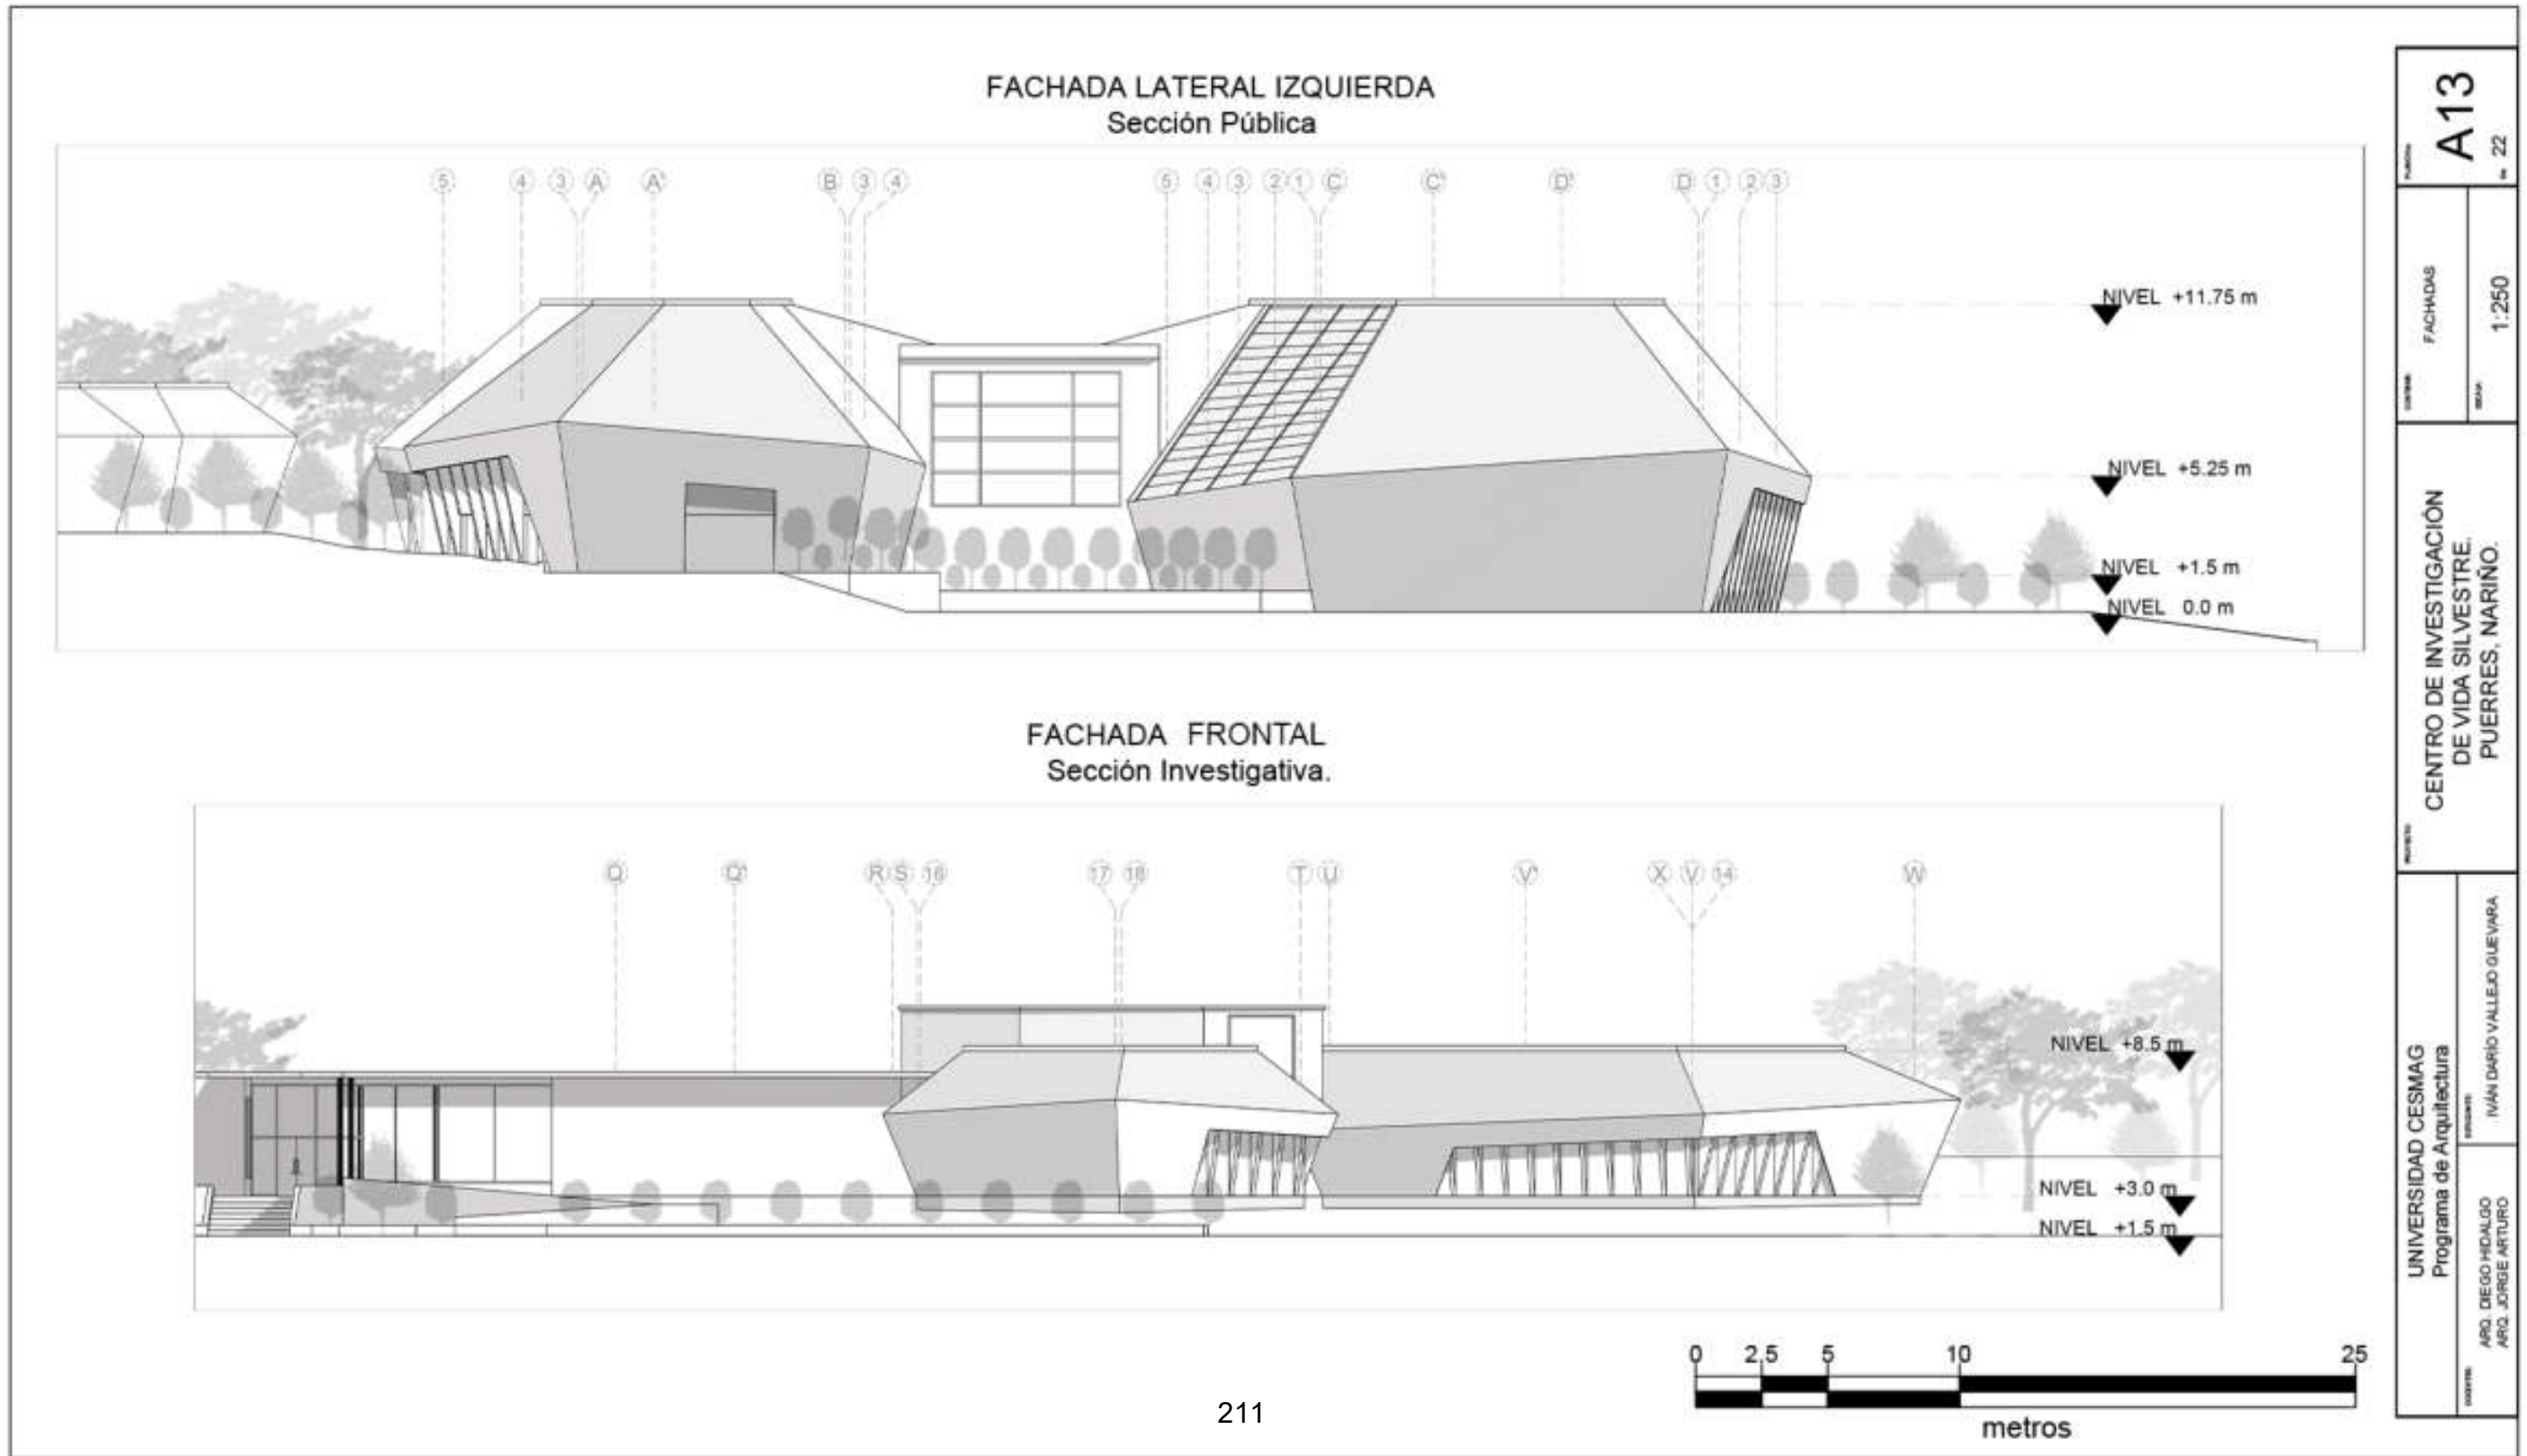 FACHADA LATERAL IZQUIERDA
Sección Pública
5 4 3 A A' B 3 4 5 4 3 2 1 C C' D' D 1 2 3
NIVEL +11.75 m
NIVEL +5.25 m
NIVEL +1.5 m
NIVEL 0.0 m
FACHADA FRONTAL
Sección Investigativa.
Q Q' R S 16 17 18 T U V' X V 14 W
NIVEL +8.5 m
NIVEL +3.0 m
NIVEL +1.5 m
0 2.5 5 10 25
metros
211
A13
22
FACHADAS
1:250
CENTRO DE INVESTIGACIÓN
DE VIDA SILVESTRE.
PUERRES, NARIÑO.
UNIVERSIDAD CESMAG
Programa de Arquitectura
IVÁN DARÍO VALLEJO GUEVARA
ARQ. DIEGO HIDALGO
ARQ. JORGE ARTURO